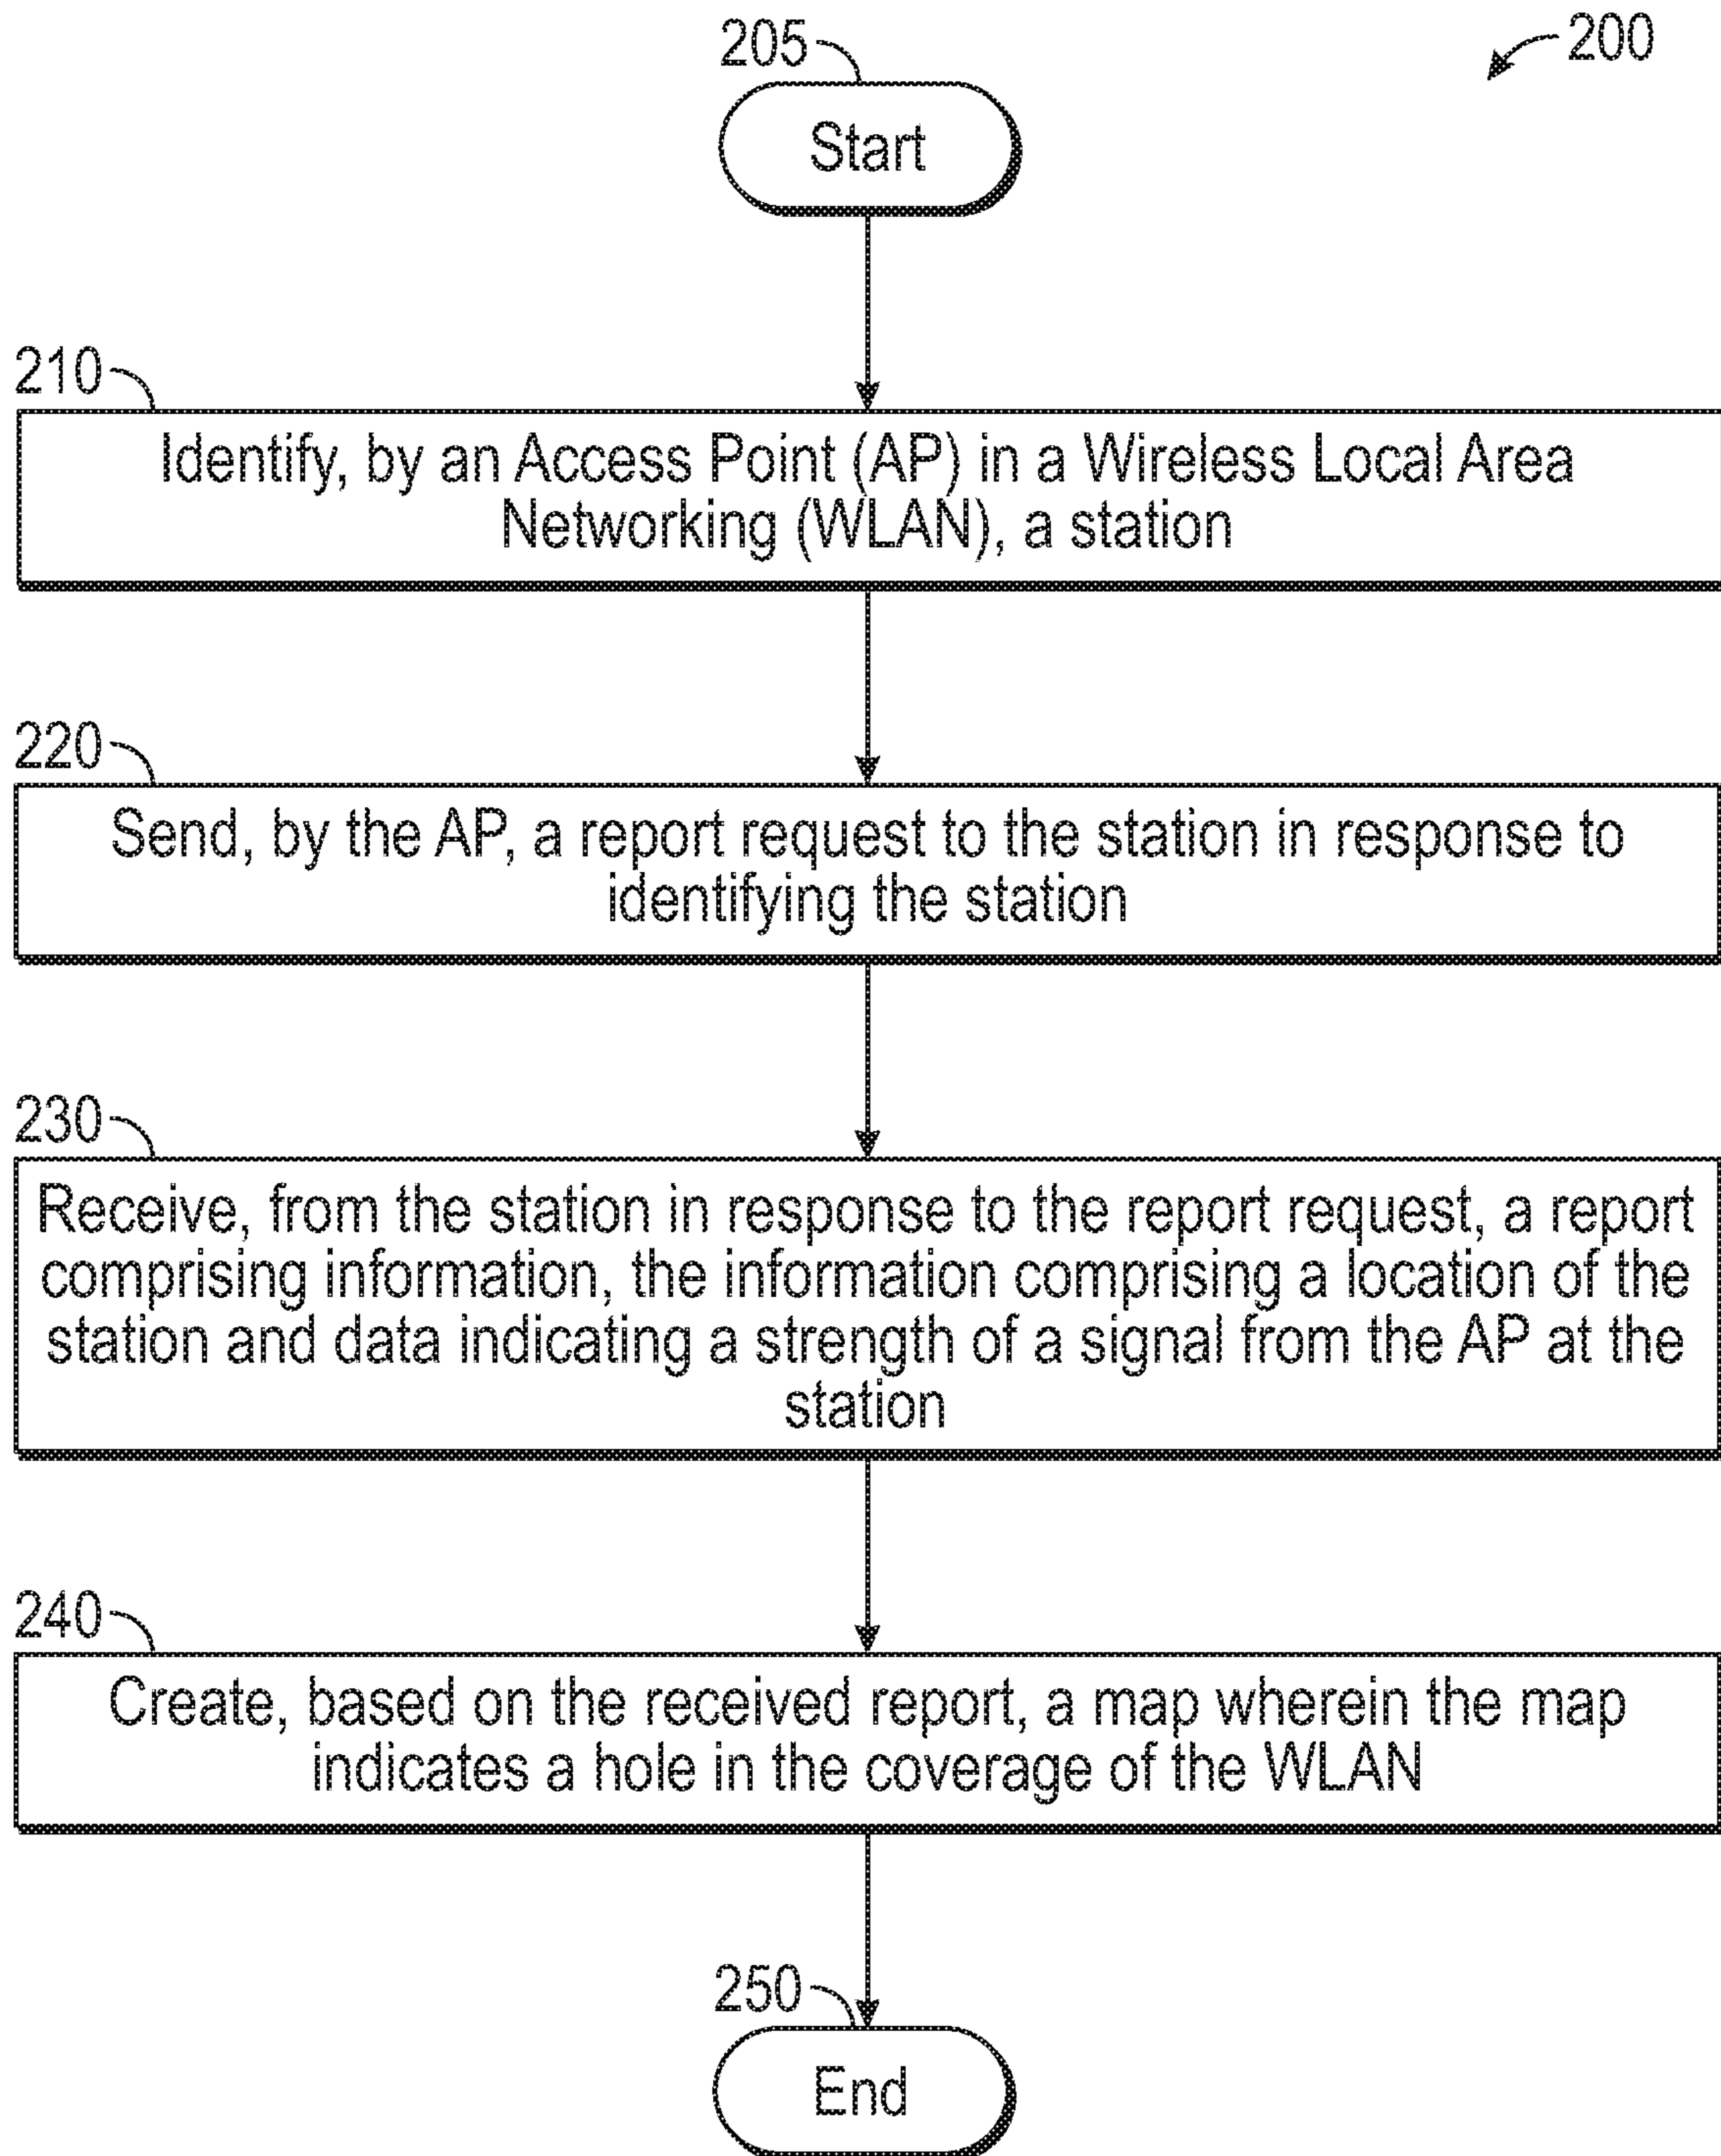 205
200
Start
210
Identify, by an Access Point (AP) in a Wireless Local Area
Networking (WLAN), a station
220
Send, by the AP, a report request to the station in response to
identifying the station
230
Receive, from the station in response to the report request, a report
comprising information, the information comprising a location of the
station and data indicating a strength of a signal from the AP at the
station
240
Create, based on the received report, a map wherein the map
indicates a hole in the coverage of the WLAN
250
End